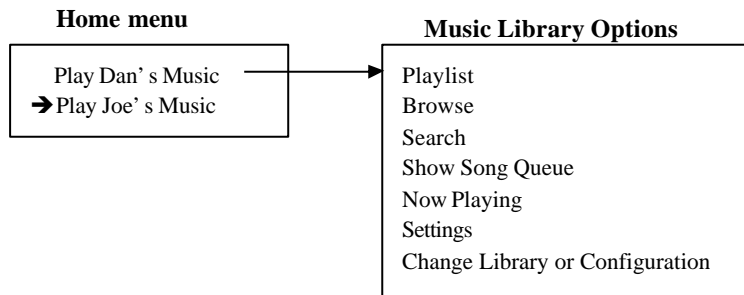 Home menu
Play Dan' s Music
➔ Play Joe' s Music
Music Library Options
Playlist
Browse
Search
Show Song Queue
Now Playing
Settings
Change Library or Configuration